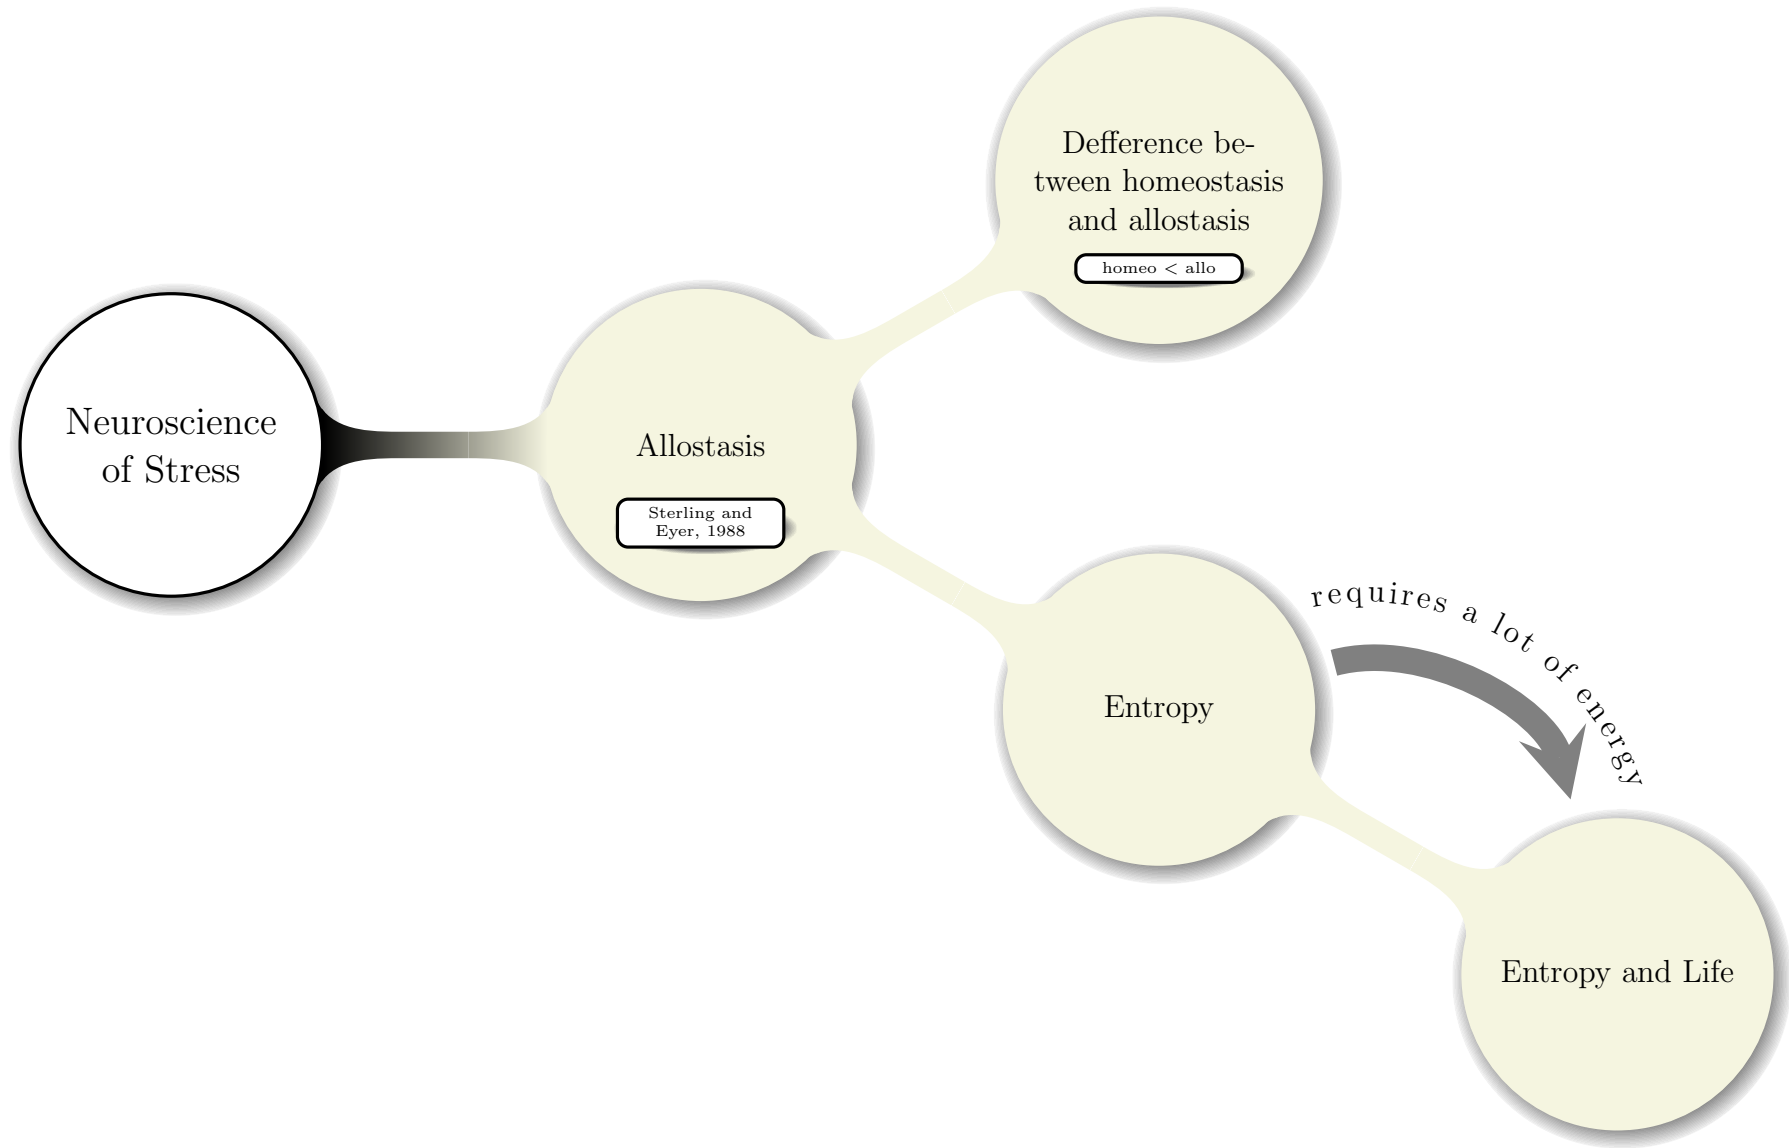 Defference be-
tween homeostasis
and allostasis
homeo < allo
Neuroscience
of Stress
Allostasis
Sterling and
Eyer, 1988
requires a lot of energy
Entropy
Entropy and Life